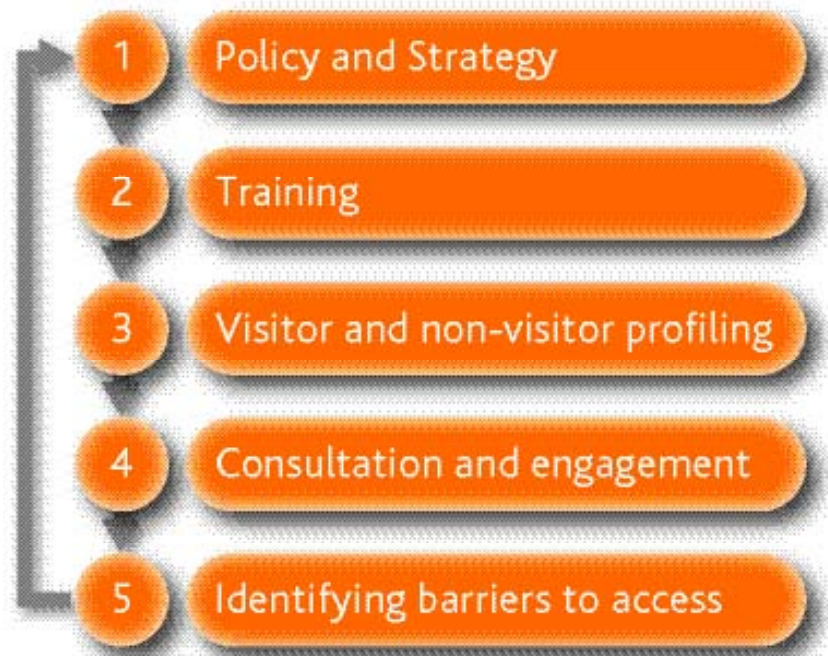 1 Policy and Strategy
2 Training
3 Visitor and non-visitor profiling
4 Consultation and engagement
5 Identifying barriers to access